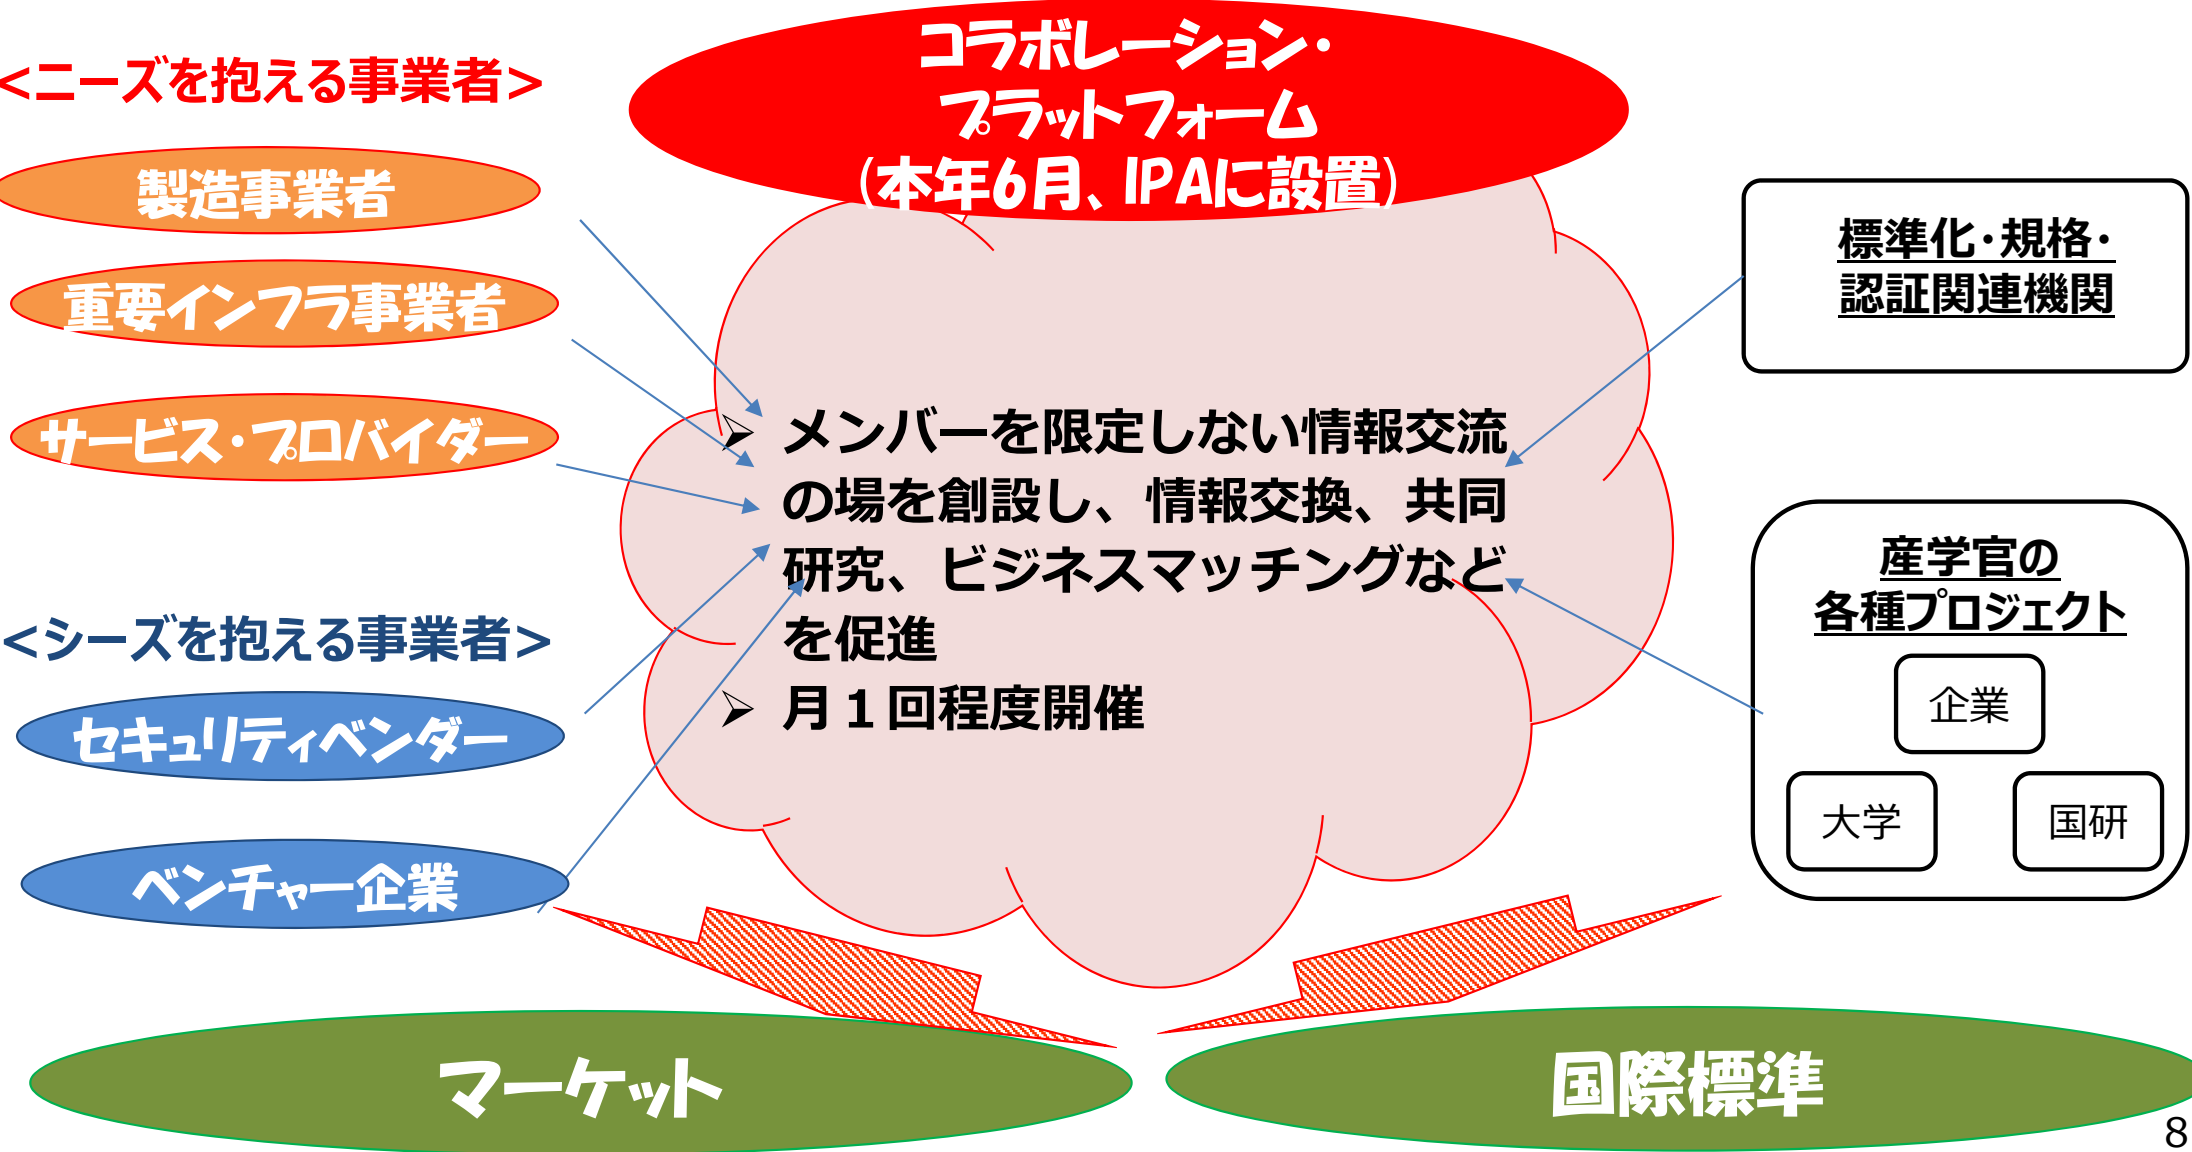 コラボレーション・
プラットフォーム
(本年6月、IPAに設置)
<ニーズを抱える事業者>
製造事業者
重要インフラ事業者
サービス・プロバイダー
<シーズを抱える事業者>
セキュリティベンダー
ベンチャー企業
➢ メンバーを限定しない情報交流
の場を創設し、情報交換、共同
研究、ビジネスマッチングなど
を促進
➢ 月１回程度開催
標準化・規格・
認証関連機関
産学官の
各種プロジェクト
企業
大学
国研
マーケット
国際標準
8